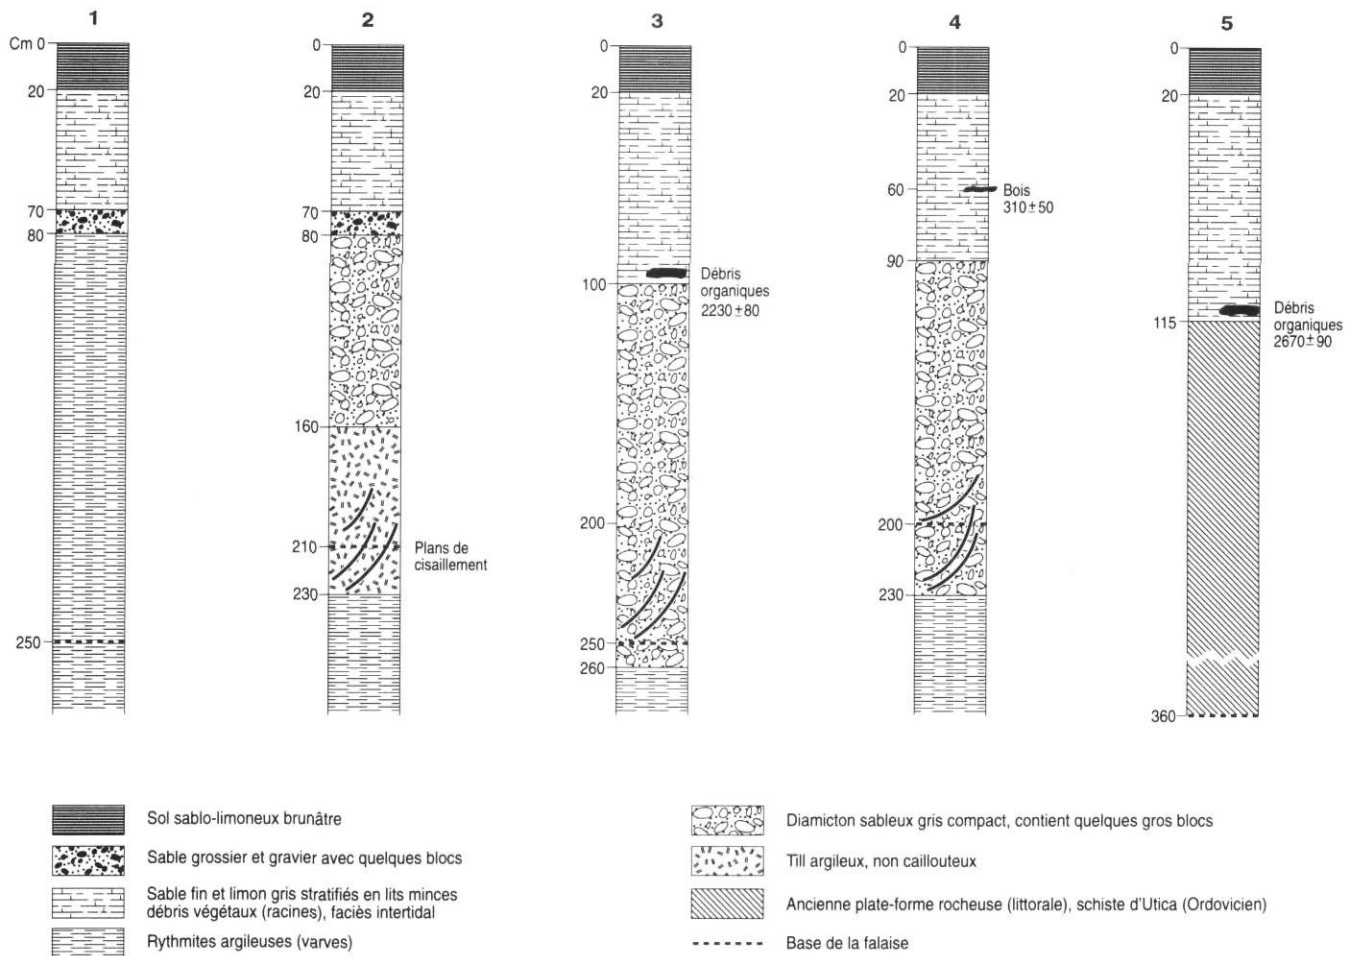 1
2
3
4
5
Cm 0
20
70
80
250
0
20
70
80
160
210
230
Plans de
cisaillement
0
20
100
200
250
260
Débris
organiques
2230±80
0
20
60
90
200
230
Bois
310±50
0
20
115
360
Débris
organiques
2670±90
Sol sablo-limoneux brunâtre
Sable grossier et gravier avec quelques blocs
Sable fin et limon gris stratifiés en lits minces
débris végétaux (racines), faciès intertidal
Rythmites argileuses (varves)
Diamicton sableux gris compact, contient quelques gros blocs
Till argileux, non caillouteux
Ancienne plate-forme rocheuse (littorale), schiste d'Utica (Ordovicien)
Base de la falaise